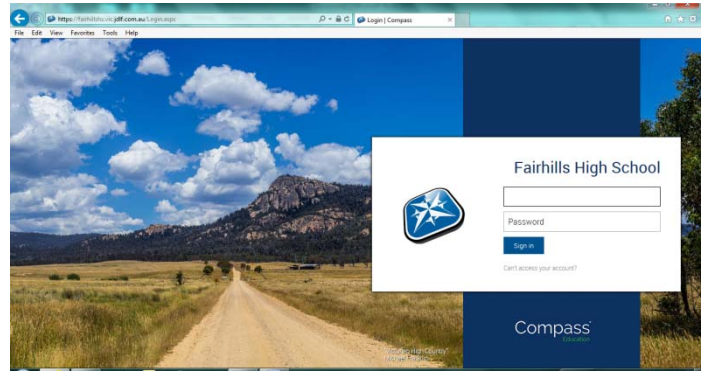 https://fairhillshs.vic.jdlf.com.au/Login.aspx
Login | Compass
File Edit View Favorites Tools Help
Fairhills High School
Password
Sign in
Can't access your account?
Compass
Education